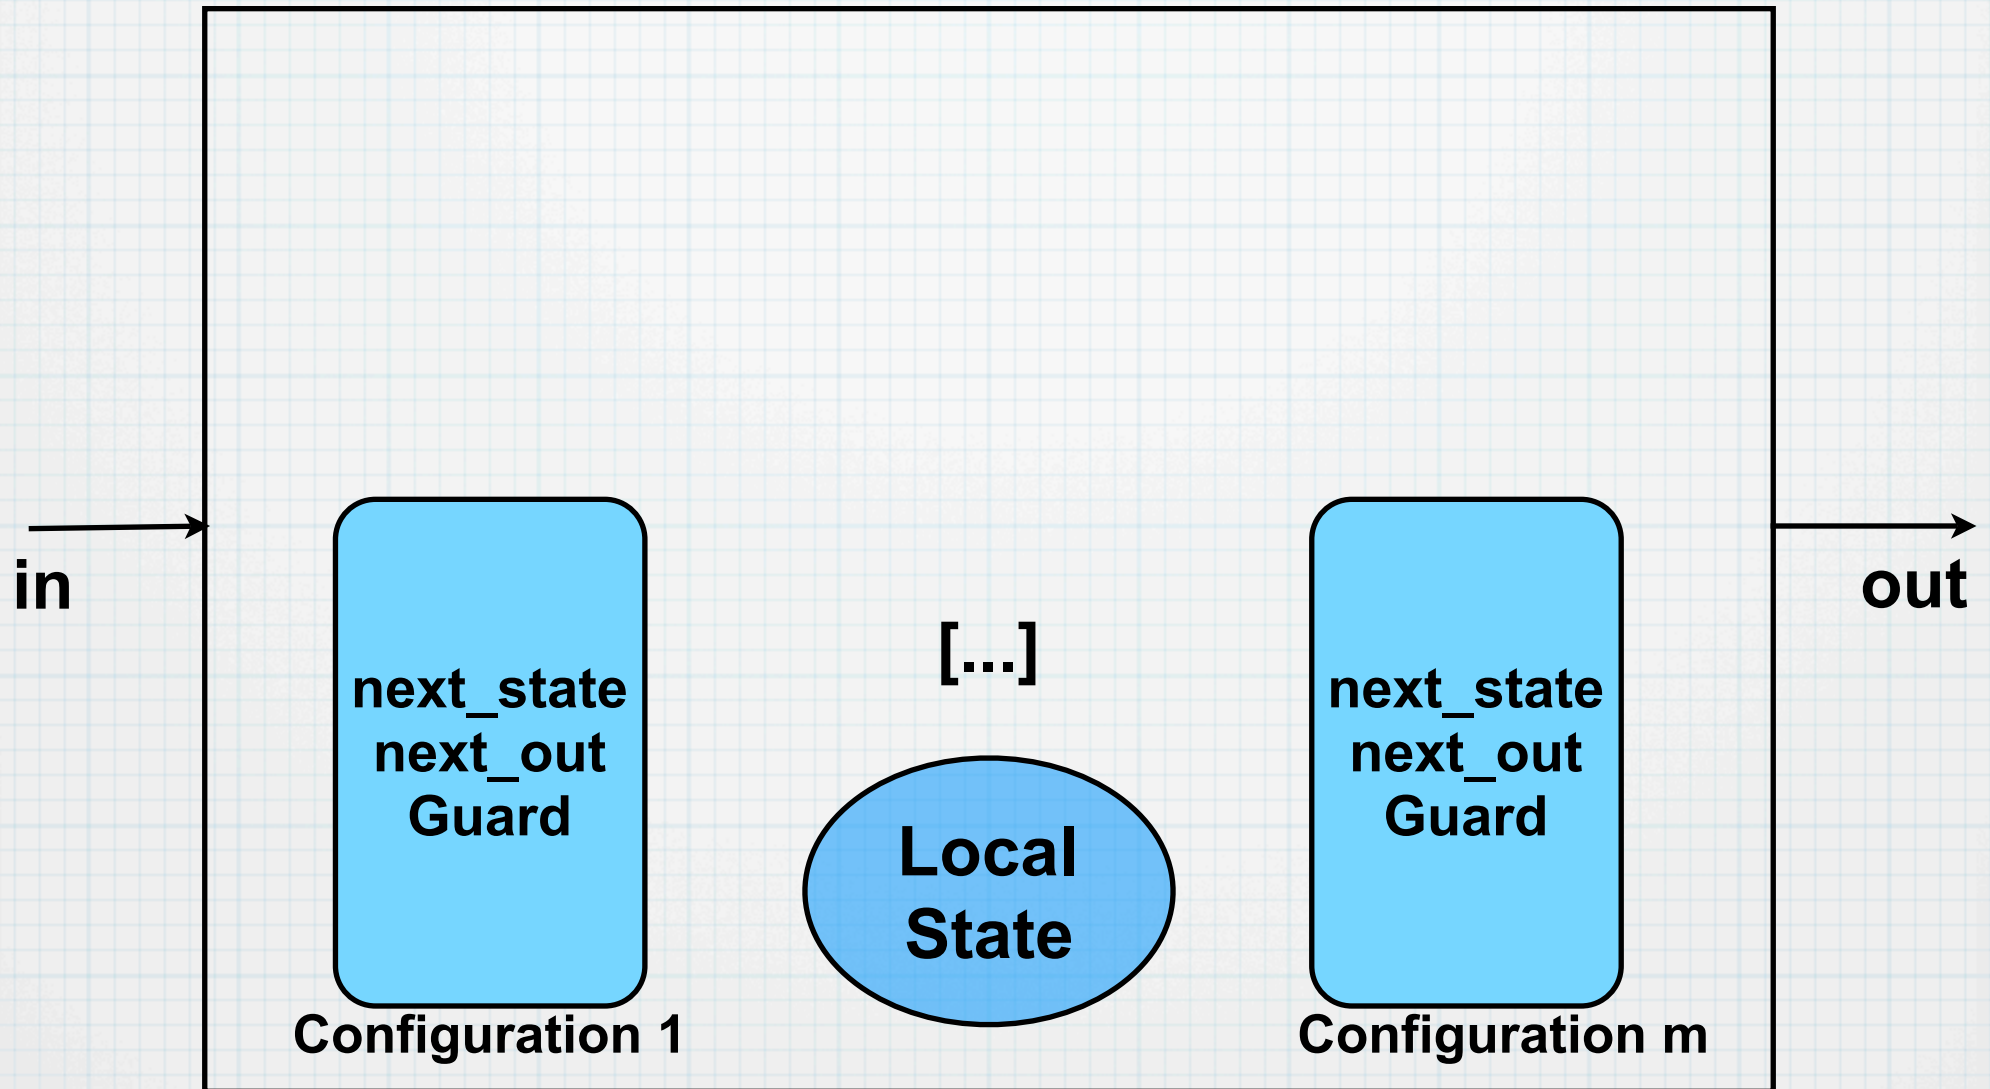 in
out
next_state
next_out
Guard
Configuration 1
[...]
Local
State
next_state
next_out
Guard
Configuration m